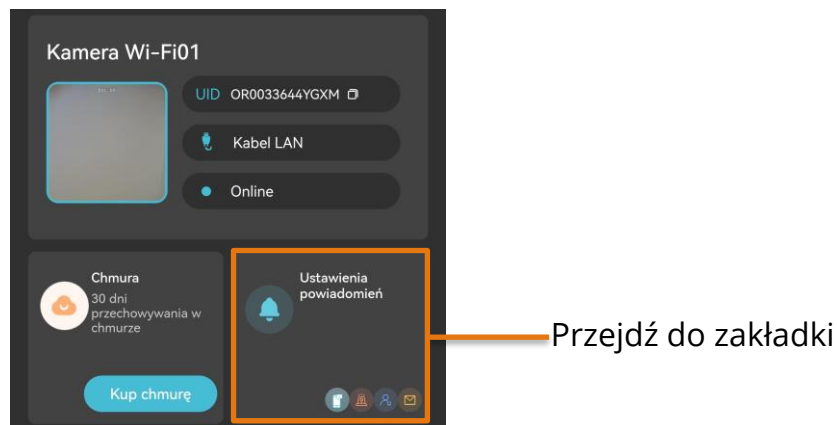 Kamera Wi-Fi01
UID OR0033644YGXM
Kabel LAN
Online
Chmura
30 dni
przechowywania w
chmurze
Kup chmurę
Ustawienia
powiadomień
Przejdź do zakładki